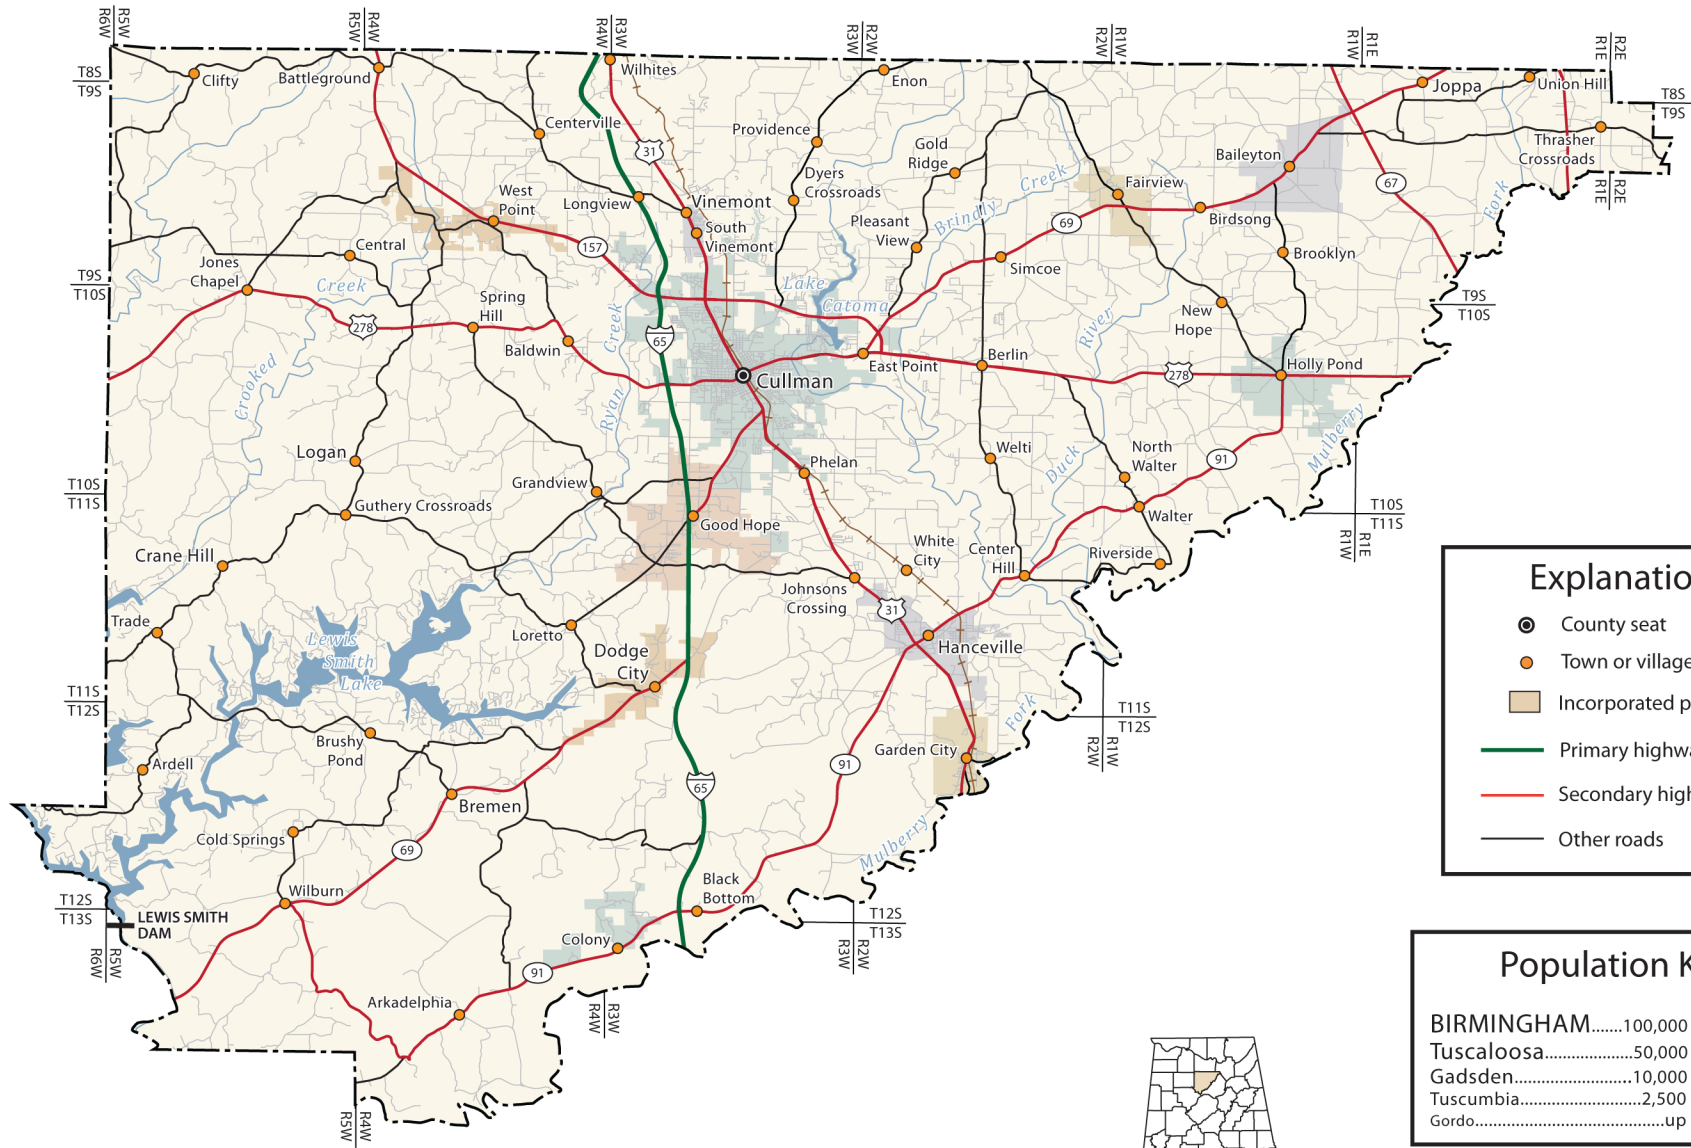 R6W
R5W
R5W
R4W
R4W
R3W
R3W
R2W
R2W
R1W
R1W
R1E
R1E
R2E
T8S
T9S
Clifty
Battleground
Wilhites
Enon
Joppa
Union Hill
T8S
T9S
Centerville
31
Providence
Gold
Ridge
Baileyton
Thrasher
Crossroads
Dyers
Crossroads
Creek
Fairview
67
R1E
R2E
Fork
West
Point
Longview
Vinemont
South
Vinemont
Pleasant
View
Brindly
69
Birdsong
157
Central
Jones
Chapel
Simcoe
Brooklyn
T9S
T10S
Creek
Spring
Hill
Lake
Catoma
New
Hope
T9S
T10S
278
Baldwin
Creek
65
River
East Point
Berlin
278
Holly Pond
Cullman
Crooked
Ryan
Mulberry
Logan
Grandview
Phelan
Welti
Duck
North
Walter
91
T10S
T11S
Guthery Crossroads
Good Hope
Walter
T10S
T11S
R1W
R1E
Crane Hill
White
City
Center
Hill
Riverside
Johnsons
Crossing
31
Trade
Lewis
Smith
Lake
Loretto
Dodge
City
Hanceville
T11S
T12S
Fork
T11S
T12S
R2W
R1W
Brushy
Pond
Ardell
Garden City
91
65
Bremen
Cold Springs
69
Mulberry
Wilburn
Black
Bottom
T12S
T13S
LEWIS SMITH
DAM
R6W
R5W
Colony
91
T12S
T13S
R3W
R2W
Arkadelphia
R4W
R3W
R5W
R4W
Explanatio
County seat
Town or village
Incorporated p
Primary highwa
Secondary high
Other roads
Population K
BIRMINGHAM.......100,000
Tuscaloosa...................50,000
Gadsden.........................10,000
Tuscumbia.........................2,500
Gordo........................................up